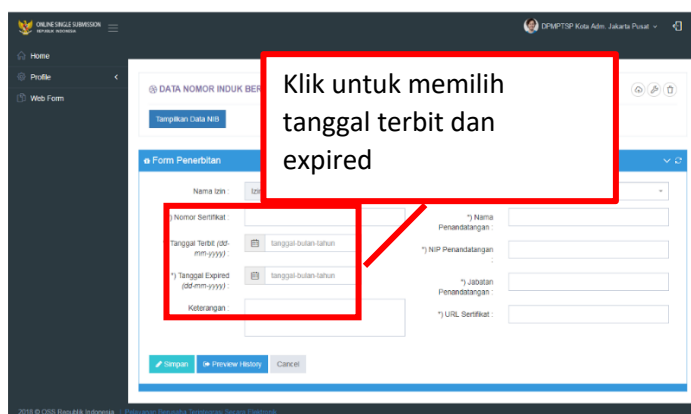 ONLINE SINGLE SUBMISSION
REPUBLIK INDONESIA
DPMPTSP Kota Adm. Jakarta Pusat
Home
Profile
Web Form
DATA NOMOR INDUK BER
Tampilkan Data NIB
Klik untuk memilih
tanggal terbit dan
expired
Form Penerbitan
Nama Izin :
*) Nomor Sertifikat :
*) Nama
Penandatangan :
Tanggal Terbit (dd-
mm-yyyy) :
tanggal-bulan-tahun
*) NIP Penandatangan
:
*) Tanggal Expired
(dd-mm-yyyy) :
tanggal-bulan-tahun
*) Jabatan
Penandatangan :
Keterangan :
*) URL Sertifikat :
Simpan
Preview History
Cancel
2018 © OSS Republik Indonesia